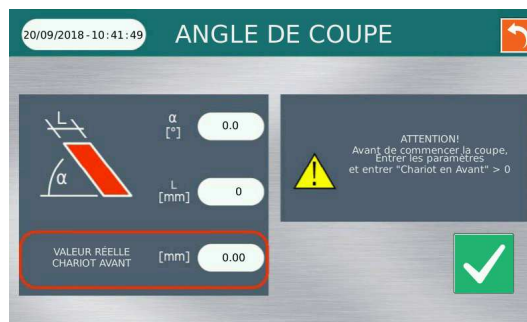 20/09/2018 - 10:41:49
ANGLE DE COUPE
L
α
α
[°]
0.0
L
[mm]
0
VALEUR RÉELLE
CHARIOT AVANT
[mm]
0.00
!
ATTENTION!
Avant de commencer la coupe,
Entrer les paramètres
et entrer "Chariot en Avant" > 0